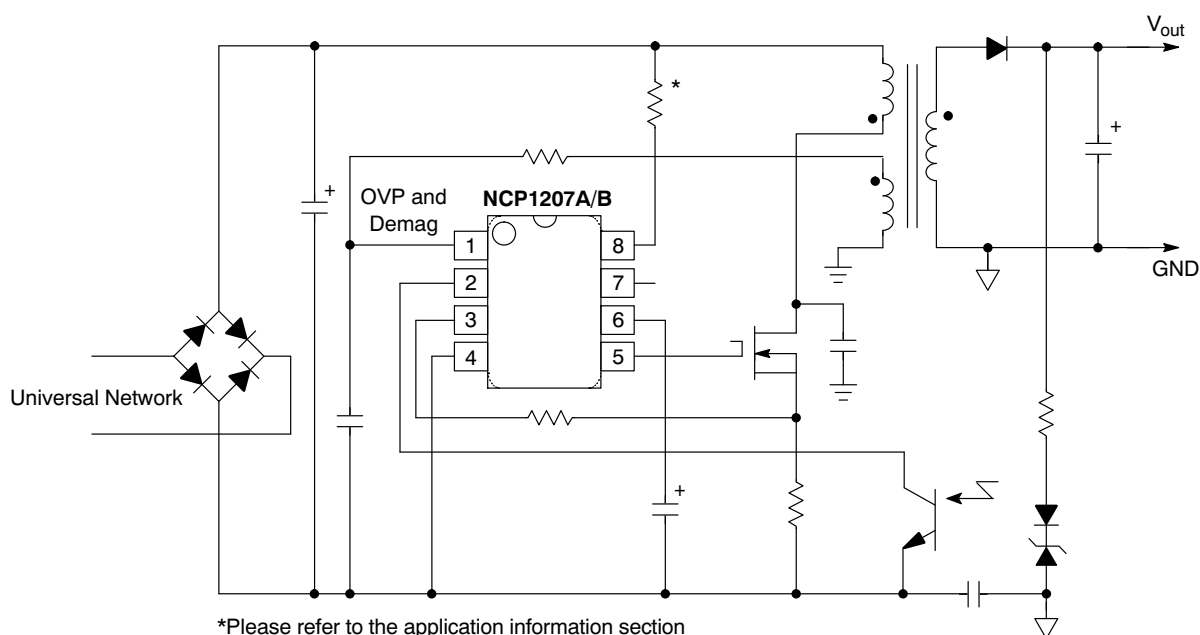 V_out
+
*
+
OVP and
Demag
NCP1207A/B
+
1
8
GND
2
7
3
6
4
5
Universal Network
+
*Please refer to the application information section